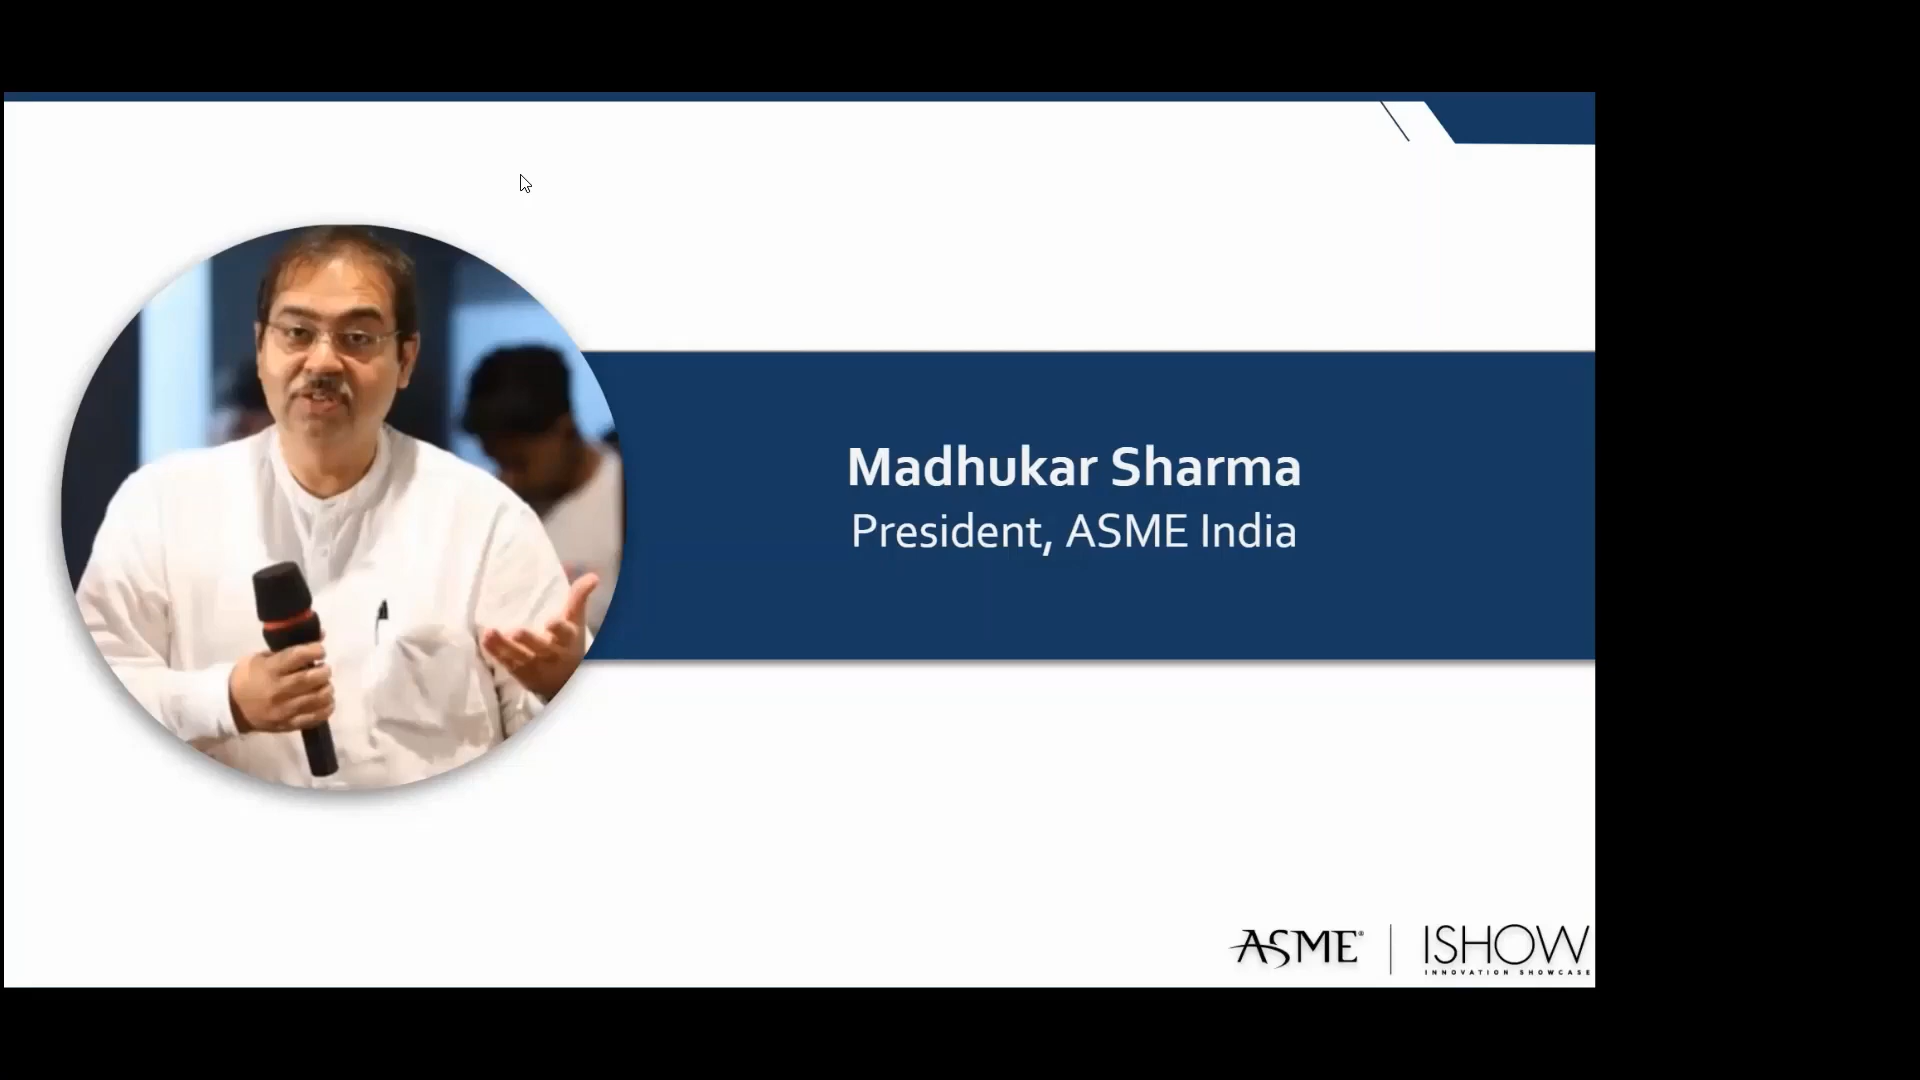 Madhukar Sharma
President, ASME India
ASME®
ISHOW
INNOVATION SHOWCASE